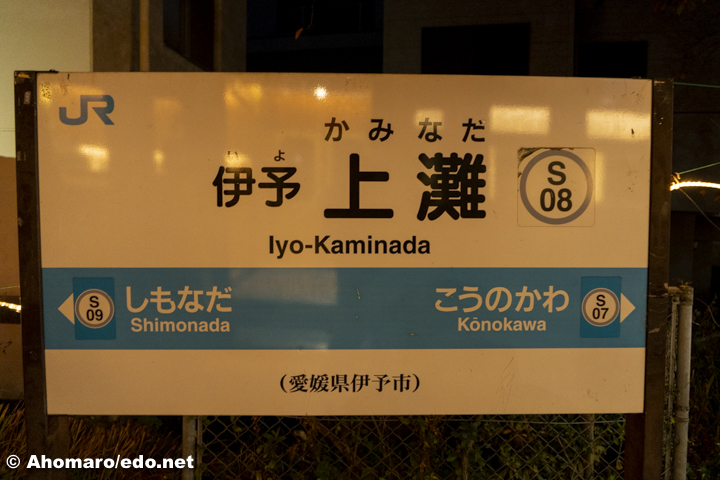 JR
かみなだ
いよ
伊予 上灘
S
08
Iyo-Kaminada
S
09
しもなだ
Shimonada
こうのかわ
Kōnokawa
S
07
(愛媛県伊予市)
© Ahomaro/edo.net